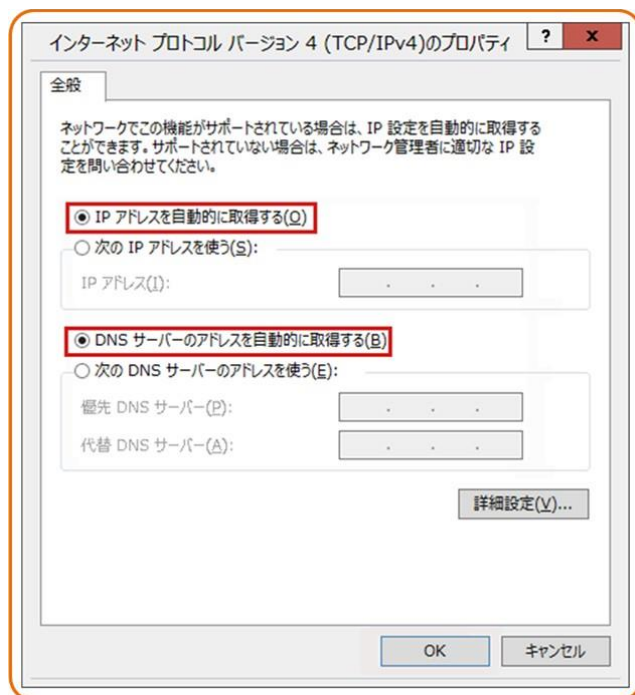 インターネット プロトコル バージョン 4 (TCP/IPv4)のプロパティ
?
x
全般
ネットワークでこの機能がサポートされている場合は、IP 設定を自動的に取得する
ことができます。サポートされていない場合は、ネットワーク管理者に適切な IP 設
定を問い合わせてください。
IP アドレスを自動的に取得する(O)
次の IP アドレスを使う(S):
IP アドレス(I):
. . .
DNS サーバーのアドレスを自動的に取得する(B)
次の DNS サーバーのアドレスを使う(E):
優先 DNS サーバー(P):
. . .
代替 DNS サーバー(A):
. . .
詳細設定(V)...
OK
キャンセル